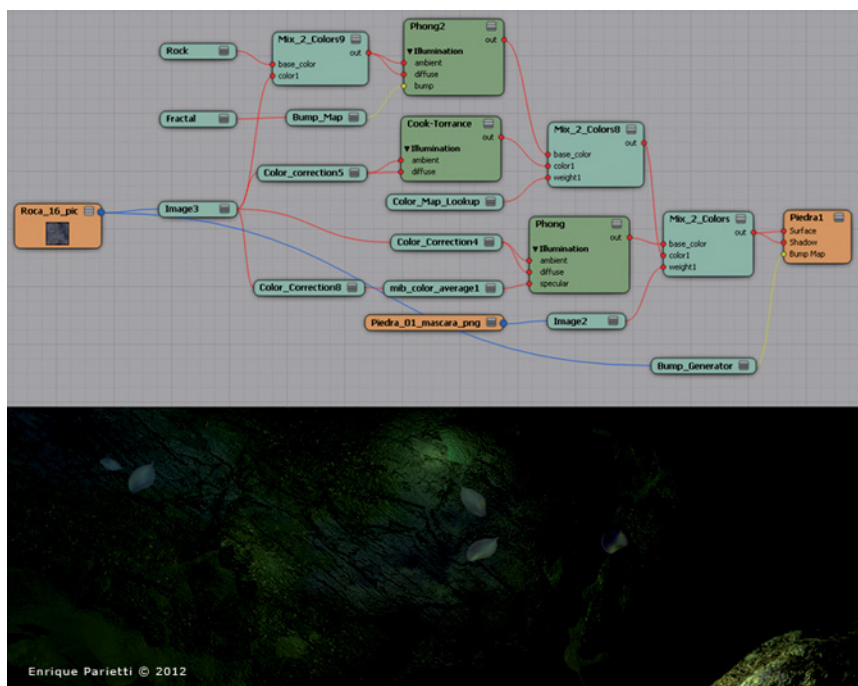 Rock
Mix_2_Colors9
out
base_color
color1
Phong2
out
Illumination
ambient
diffuse
bump
Fractal
Bump_Map
Cook-Torrance
out
Illumination
ambient
diffuse
Mix_2_Colors8
out
base_color
color1
weight1
Color_correction5
Color_Map_Lookup
Roca_16_pic
Image3
Phong
out
Illumination
ambient
diffuse
specular
Mix_2_Colors
out
base_color
color1
weight1
Piedra1
Surface
Shadow
Bump Map
Color_Correction4
Color_Correction8
mib_color_average1
Piedra_01_mascara_png
Image2
Bump_Generator
Enrique Parietti © 2012